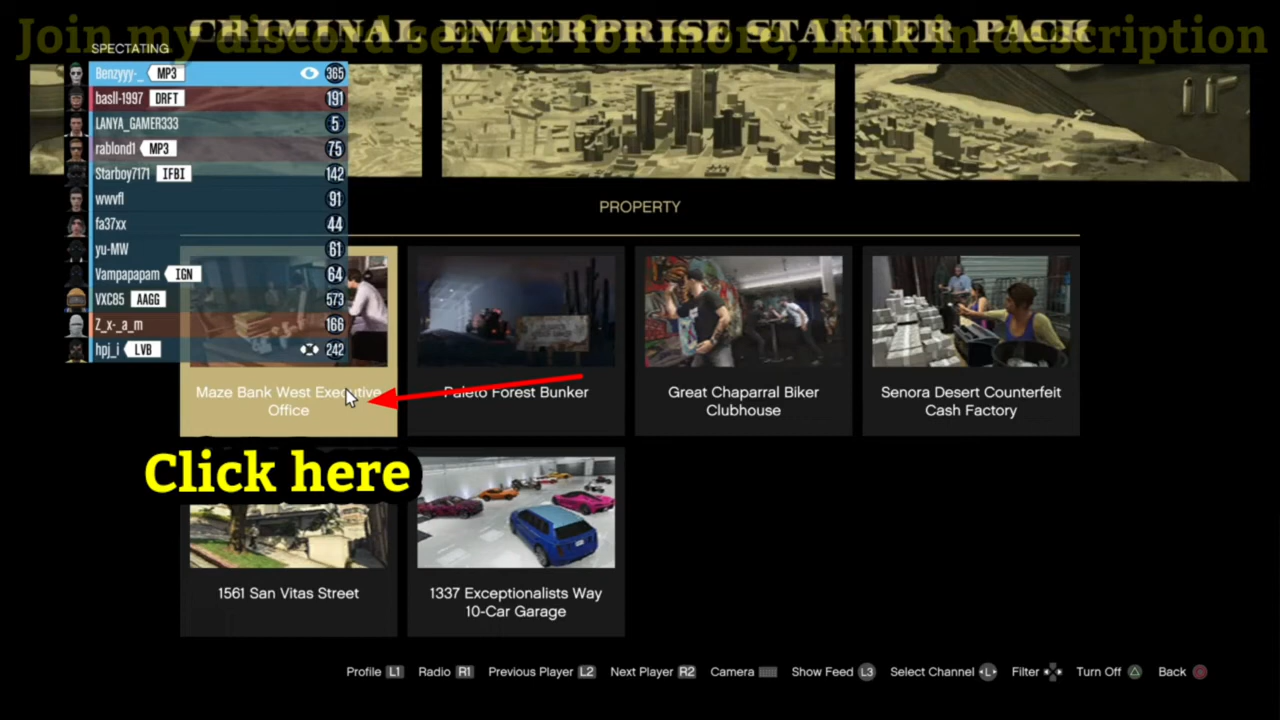 CRIMINAL ENTERPRISE STARTER PACK
Join my discord server for more, Link in description
SPECTATING
Benzyyy-_ MP3 365
basll-1997 DRFT 191
LANYA_GAMER333 5
rablond1 MP3 75
Starboy7171 IFBI 142
wwvfl 91
fa37xx 44
yu-MW 61
Vampapapam IGN 64
VXC85 AAGG 573
Z_x-_a_m 166
hpj_i LVB 242
PROPERTY
Maze Bank West Executive
Office
Paleto Forest Bunker
Great Chaparral Biker
Clubhouse
Senora Desert Counterfeit
Cash Factory
Click here
1561 San Vitas Street
1337 Exceptionalists Way
10-Car Garage
Profile L1 Radio R1 Previous Player L2 Next Player R2 Camera Show Feed L3 Select Channel L Filter Turn Off Back